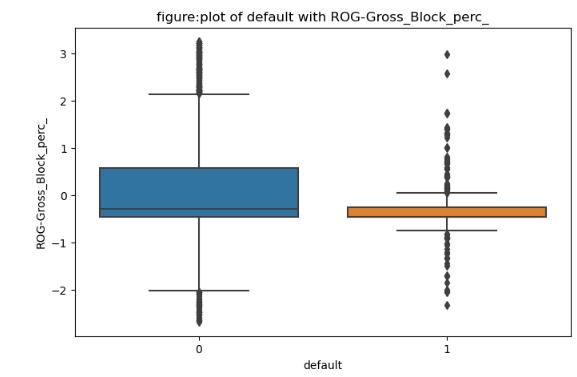 figure:plot of default with ROG-Gross_Block_perc_
ROG-Gross_Block_perc_
3
2
1
0
−1
−2
0 1
default